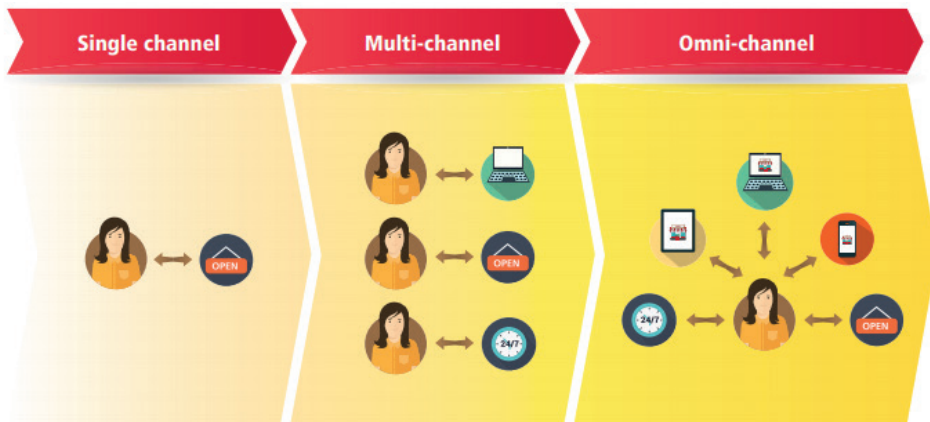 Single channel
Multi-channel
Omni-channel
OPEN
OPEN
24/7
24/7
OPEN